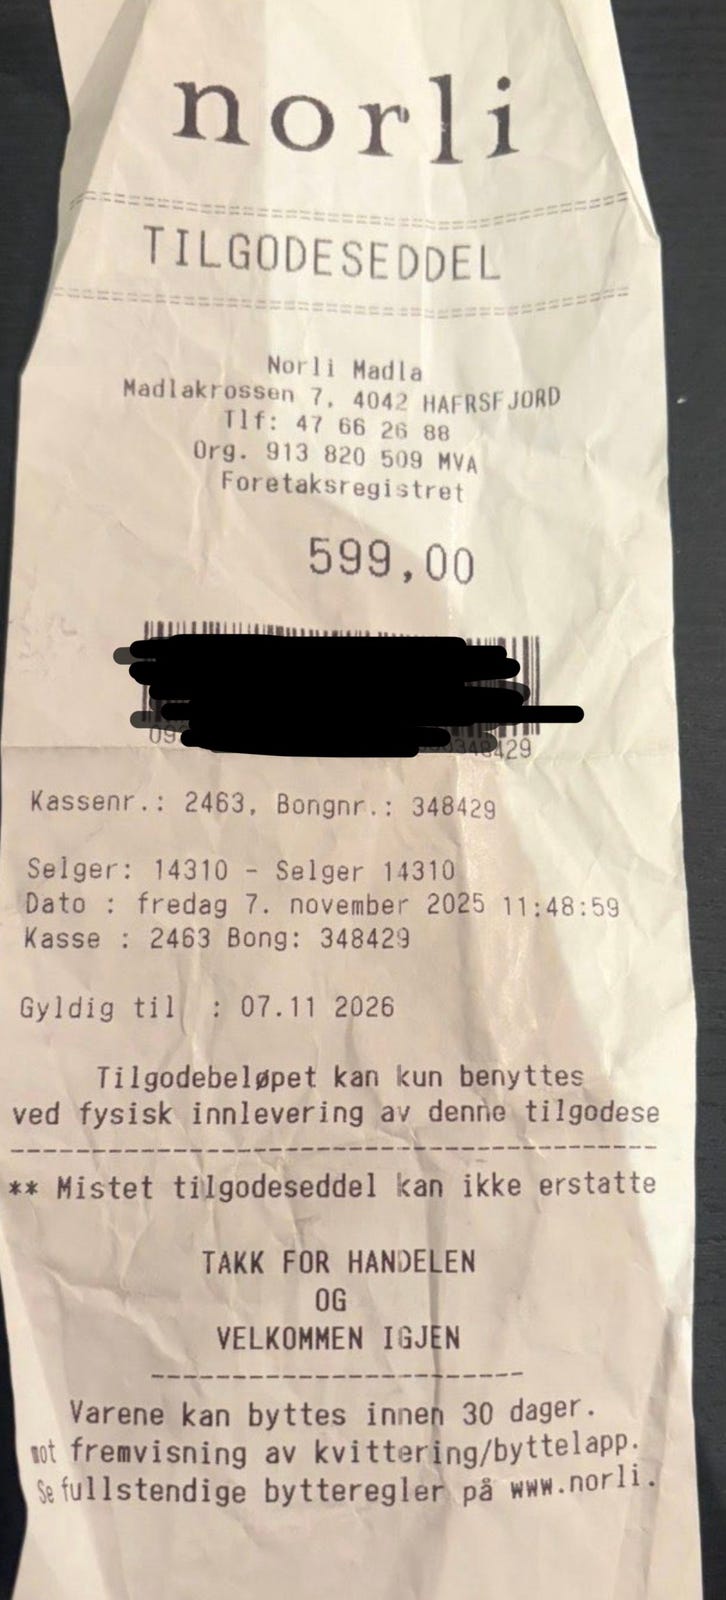 norli
TILGODESEDDEL
Norli Madla
Madlakrossen 7, 4042 HAFRSFJORD
Tlf: 47 66 26 88
Org. 913 820 509 MVA
Foretaksregistret
599,00
Kassenr.: 2463, Bongnr.: 348429
Selger: 14310 - Selger 14310
Dato : fredag 7. november 2025 11:48:59
Kasse : 2463 Bong: 348429
Gyldig til : 07.11 2026
Tilgodebeløpet kan kun benyttes
ved fysisk innlevering av denne tilgodese
** Mistet tilgodeseddel kan ikke erstatte
TAKK FOR HANDELEN
OG
VELKOMMEN IGJEN
Varene kan byttes innen 30 dager.
mot fremvisning av kvittering/byttelapp.
Se fullstendige bytteregler på www.norli.